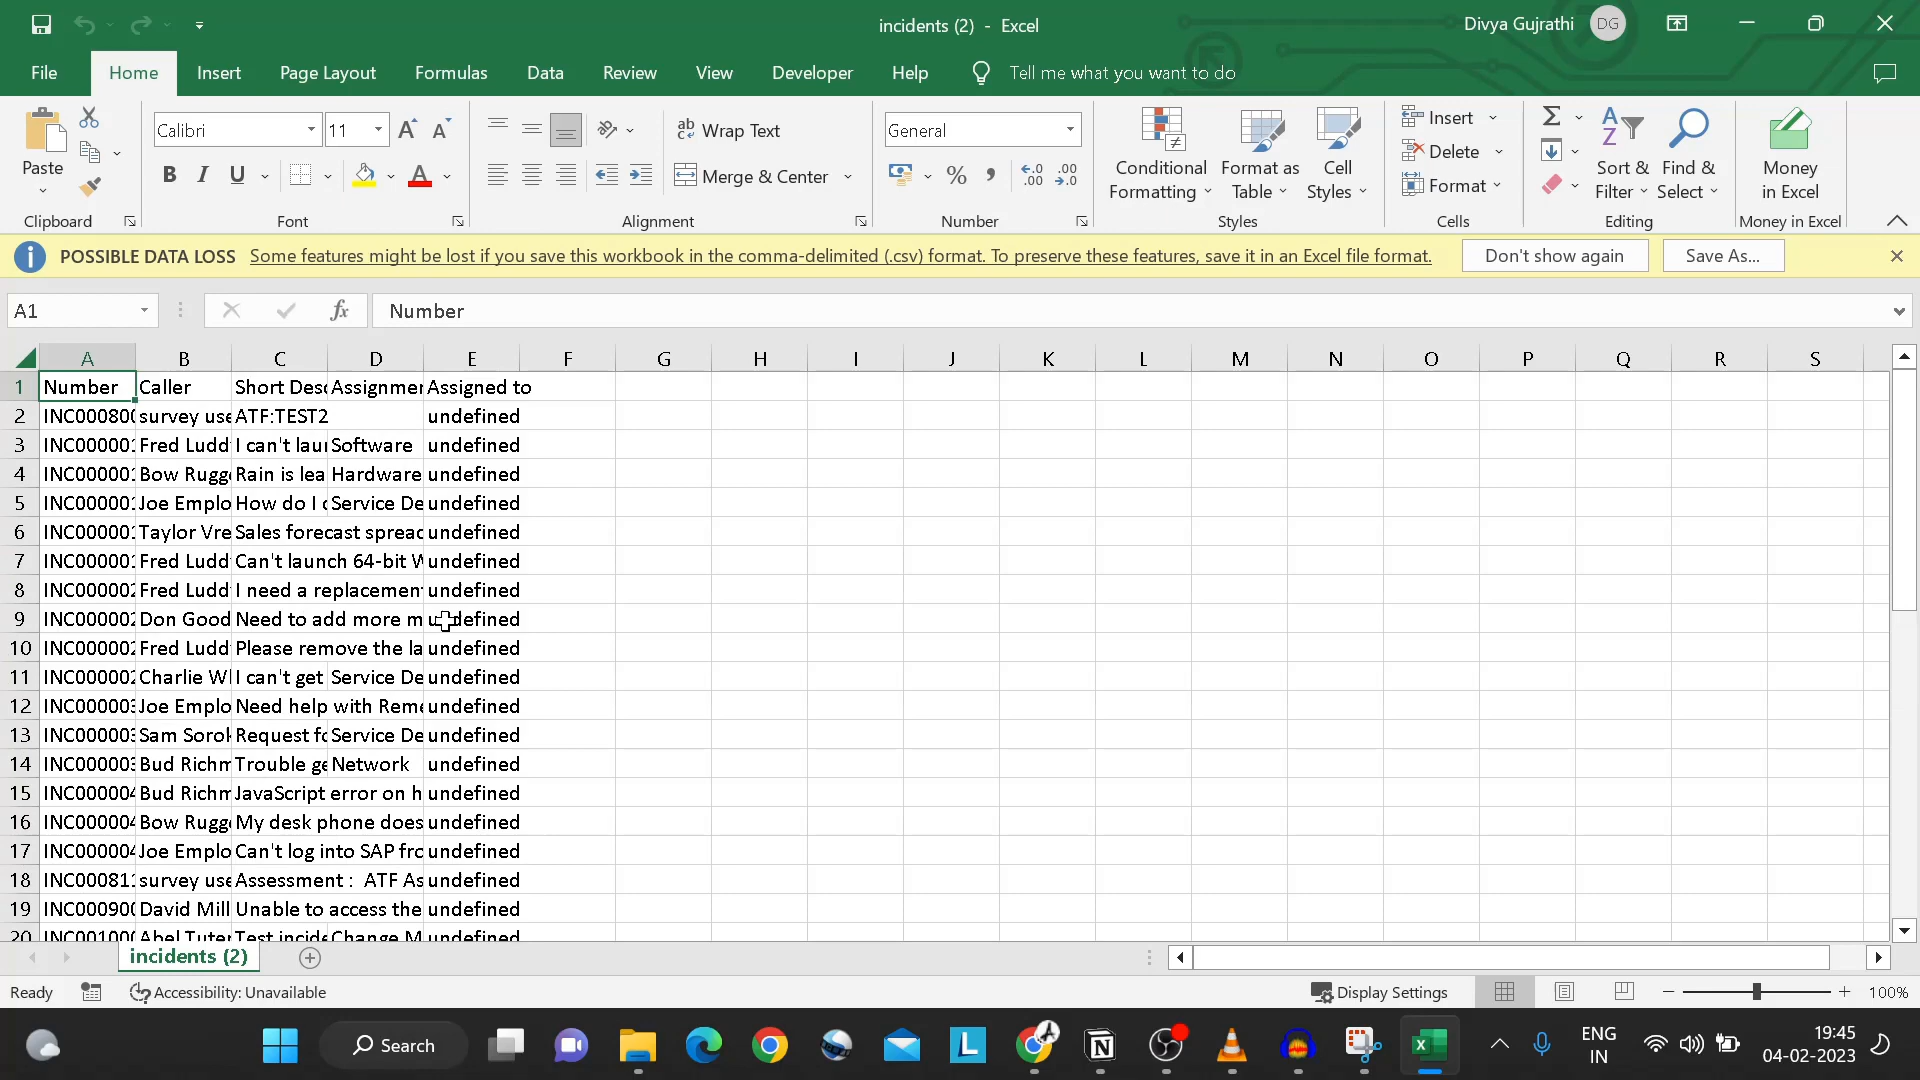 incidents (2) - Excel
Divya Gujrathi DG
File Home Insert Page Layout Formulas Data Review View Developer Help Tell me what you want to do
Paste
Clipboard
Calibri 11
A A
B I U A
Font
ab Wrap Text
Merge & Center
Alignment
General
% , .0 .00 .00 .0
Number
Conditional Formatting
Format as Table
Cell Styles
Styles
Insert
Delete
Format
Cells
Σ
Sort & Filter
Find & Select
Editing
Money in Excel
Money in Excel
POSSIBLE DATA LOSS Some features might be lost if you save this workbook in the comma-delimited (.csv) format. To preserve these features, save it in an Excel file format. Don't show again Save As...
A1 fx Number
A B C D E F G H I J K L M N O P Q R S
1 Number Caller Short Desc Assignmen Assigned to
2 INC000800 survey use ATF:TEST2 undefined
3 INC000001 Fred Ludd I can't lau Software undefined
4 INC000001 Bow Rugge Rain is lea Hardware undefined
5 INC000001 Joe Emplo How do I c Service De undefined
6 INC000001 Taylor Vre Sales forecast spreac undefined
7 INC000001 Fred Ludd Can't launch 64-bit W undefined
8 INC000002 Fred Ludd I need a replacemen undefined
9 INC000002 Don Good Need to add more m undefined
10 INC000002 Fred Ludd Please remove the la undefined
11 INC000002 Charlie Wh I can't get Service De undefined
12 INC000003 Joe Emplo Need help with Reme undefined
13 INC000003 Sam Sorok Request fo Service De undefined
14 INC000003 Bud Richm Trouble ge Network undefined
15 INC000004 Bud Richm JavaScript error on h undefined
16 INC000004 Bow Rugge My desk phone does undefined
17 INC000004 Joe Emplo Can't log into SAP fro undefined
18 INC000811 survey use Assessment : ATF As undefined
19 INC000900 David Mill Unable to access the undefined
20 INC001000 Abel Tuter Test incide Change M undefined
incidents (2)
Ready Accessibility: Unavailable Display Settings 100%
Search
ENG
IN
19:45
04-02-2023